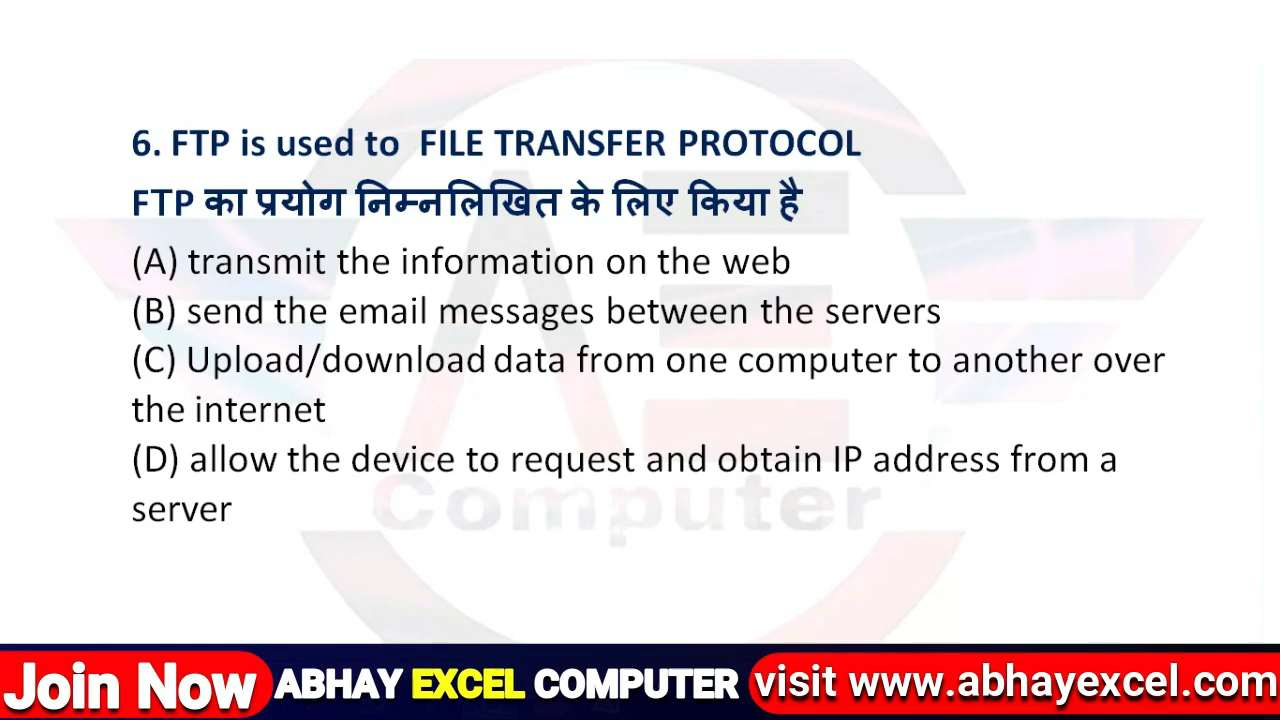 6. FTP is used to FILE TRANSFER PROTOCOL
FTP का प्रयोग निम्नलिखित के लिए किया है
(A) transmit the information on the web
(B) send the email messages between the servers
(C) Upload/download data from one computer to another over
the internet
(D) allow the device to request and obtain IP address from a
server
Computer
Join Now ABHAY EXCEL COMPUTER visit www.abhayexcel.com